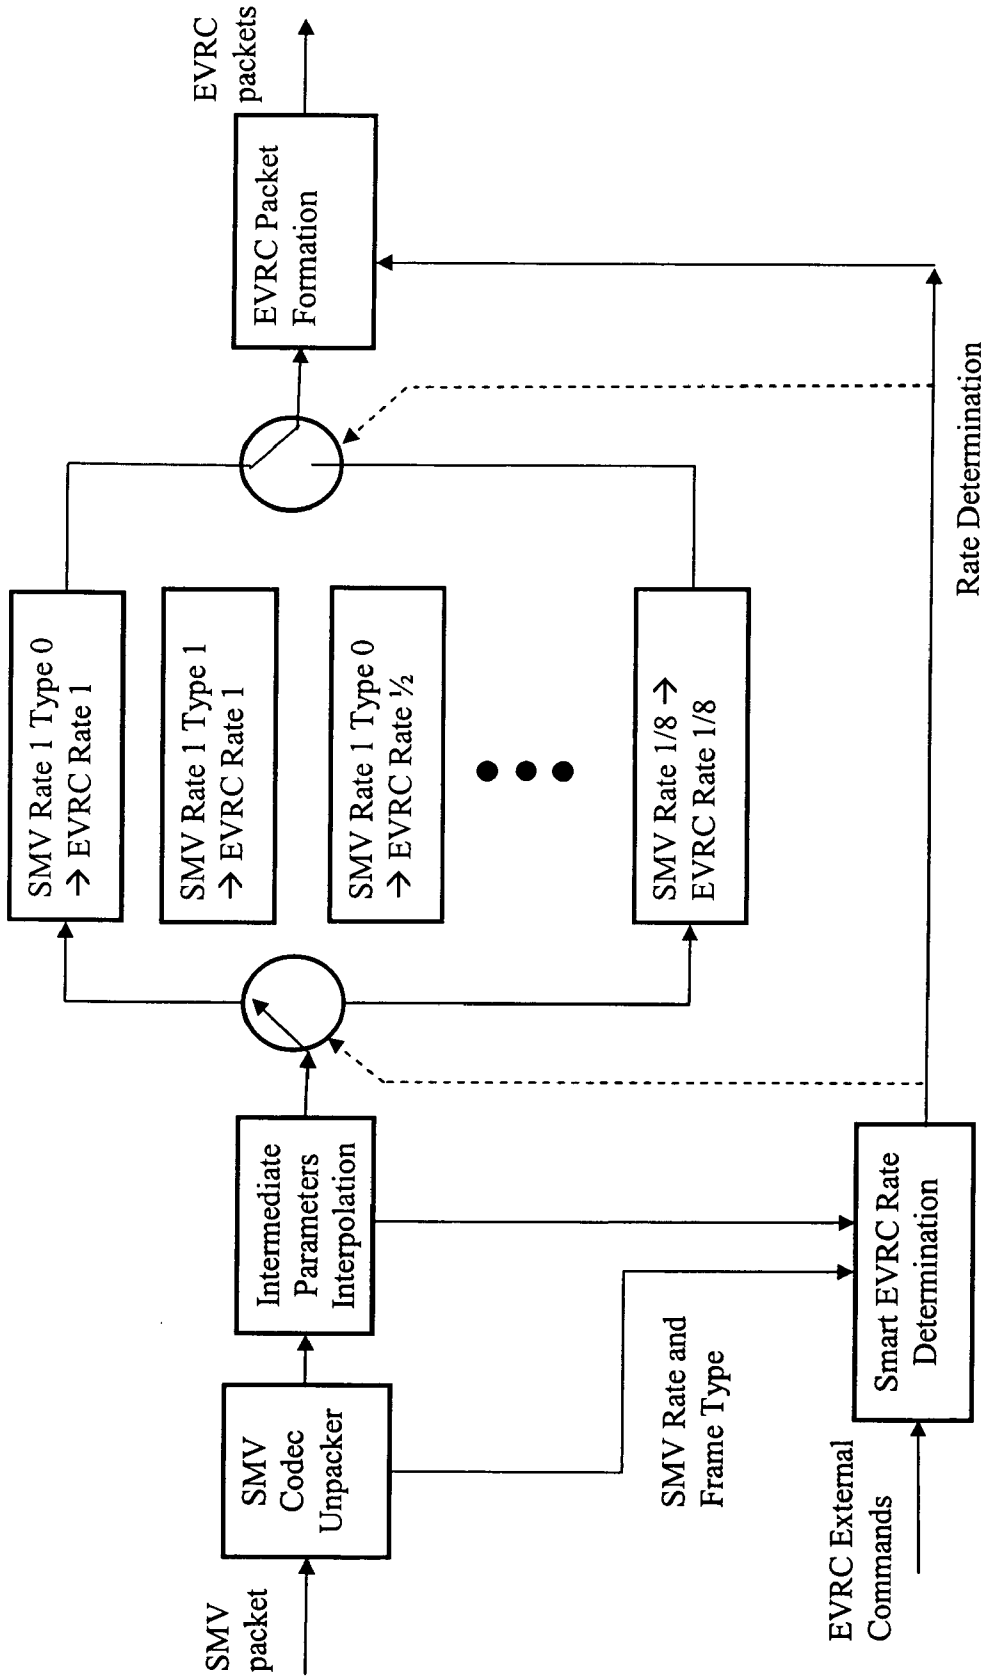 SMV
packet
SMV
Codec
Unpacker
Intermediate
Parameters
Interpolation
SMV Rate 1 Type 0
→ EVRC Rate 1
SMV Rate 1 Type 1
→ EVRC Rate 1
SMV Rate 1 Type 0
→ EVRC Rate ½
SMV Rate 1/8 →
EVRC Rate 1/8
EVRC Packet
Formation
EVRC
packets
SMV Rate and
Frame Type
EVRC External
Commands
Smart EVRC Rate
Determination
Rate Determination